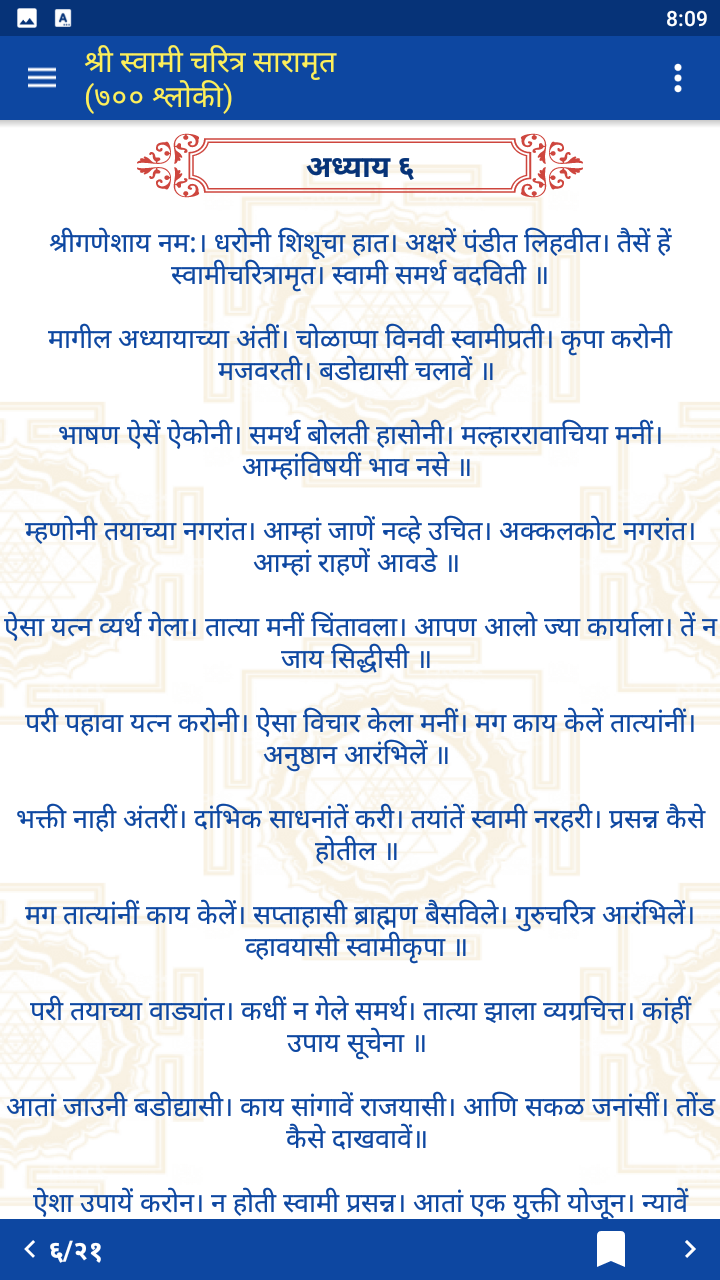 8:09
श्री स्वामी चरित्र सारामृत
(७०० श्लोकी)
अध्याय ६
श्रीगणेशाय नम:। धरोनी शिशूचा हात। अक्षरें पंडीत लिहवीत। तैसें हें
स्वामीचरित्रामृत। स्वामी समर्थ वदविती ॥
मागील अध्यायाच्या अंतीं। चोळाप्पा विनवी स्वामीप्रती। कृपा करोनी
मजवरती। बडोद्यासी चलावें ॥
भाषण ऐसें ऐकोनी। समर्थ बोलती हासोनी। मल्हाररावाचिया मनीं।
आम्हांविषयीं भाव नसे ॥
म्हणोनी तयाच्या नगरांत। आम्हां जाणें नव्हे उचित। अक्कलकोट नगरांत।
आम्हां राहणें आवडे ॥
ऐसा यत्न व्यर्थ गेला। तात्या मनीं चिंतावला। आपण आलो ज्या कार्याला। तें न
जाय सिद्धीसी ॥
परी पहावा यत्न करोनी। ऐसा विचार केला मनीं। मग काय केलें तात्यांनीं।
अनुष्ठान आरंभिलें ॥
भक्ती नाही अंतरीं। दांभिक साधनांतें करी। तयांतें स्वामी नरहरी। प्रसन्न कैसे
होतील ॥
मग तात्यांनीं काय केलें। सप्ताहासी ब्राह्मण बैसविले। गुरुचरित्र आरंभिलें।
व्हावयासी स्वामीकृपा ॥
परी तयाच्या वाड्यांत। कधीं न गेले समर्थ। तात्या झाला व्यग्रचित्त। कांहीं
उपाय सूचेना ॥
आतां जाउनी बडोद्यासी। काय सांगावें राजयासी। आणि सकळ जनांसीं। तोंड
कैसे दाखवावें॥
ऐशा उपायें करोन। न होती स्वामी प्रसन्न। आतां एक युक्ती योजून। न्यावें
६/२१